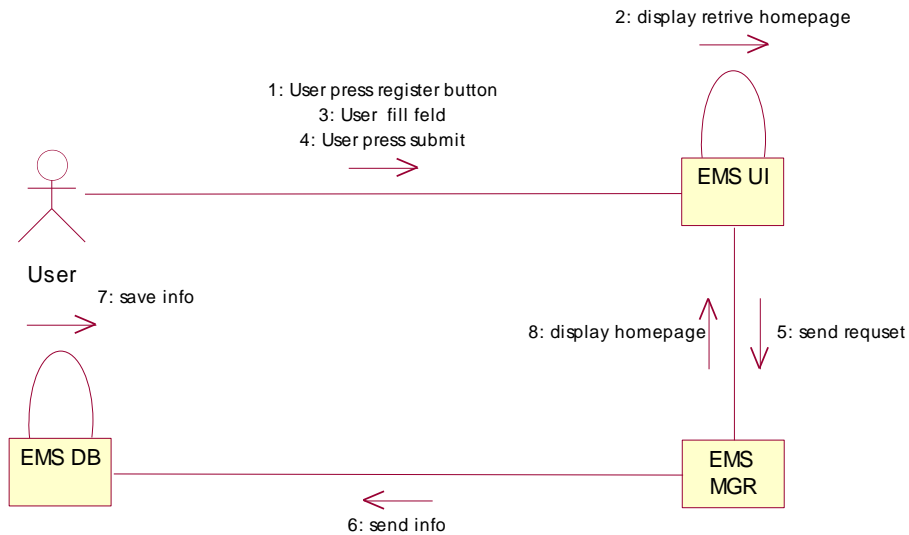 2: display retrive homepage
1: User press register button
3: User fill feld
4: User press submit
EMS UI
User
7: save info
8: display homepage
5: send requset
EMS DB
EMS
MGR
6: send info